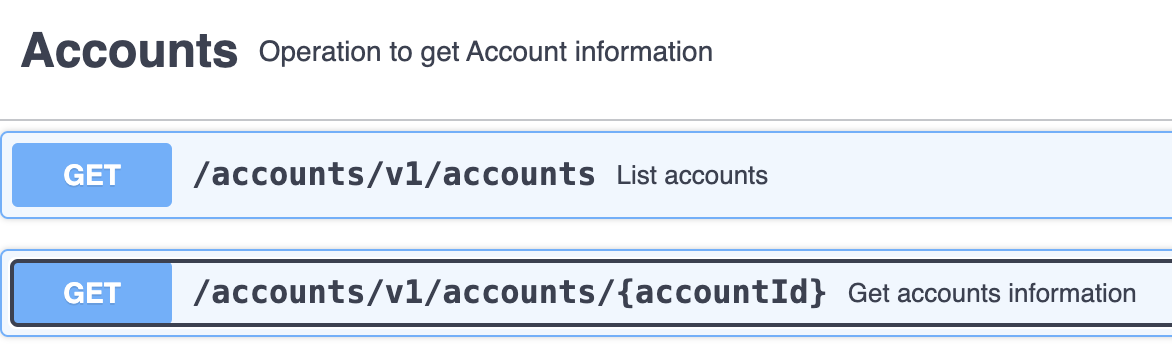 Accounts Operation to get Account information
GET /accounts/v1/accounts List accounts
GET /accounts/v1/accounts/{accountId} Get accounts information